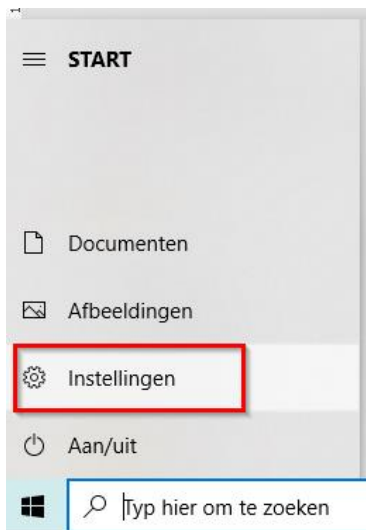 START
Documenten
Afbeeldingen
Instellingen
Aan/uit
Typ hier om te zoeken